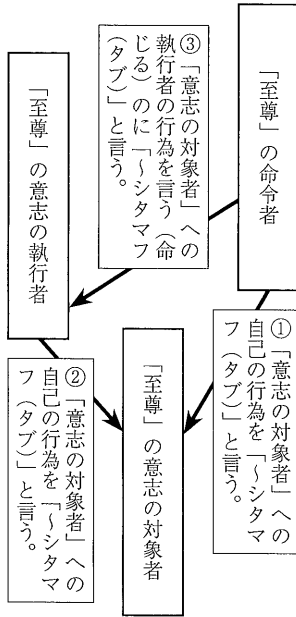 「至尊」の命令者
①「意志の対象者」への
自己の行為を「～シタマ
フ（タブ）」と言う。
③「意志の対象者」への
執行者の行為を言う（命
じる）のに「～シタマフ
（タブ）」と言う。
「至尊」の意志の対象者
「至尊」の意志の執行者
②「意志の対象者」への
自己の行為を「～シタマ
フ（タブ）」と言う。